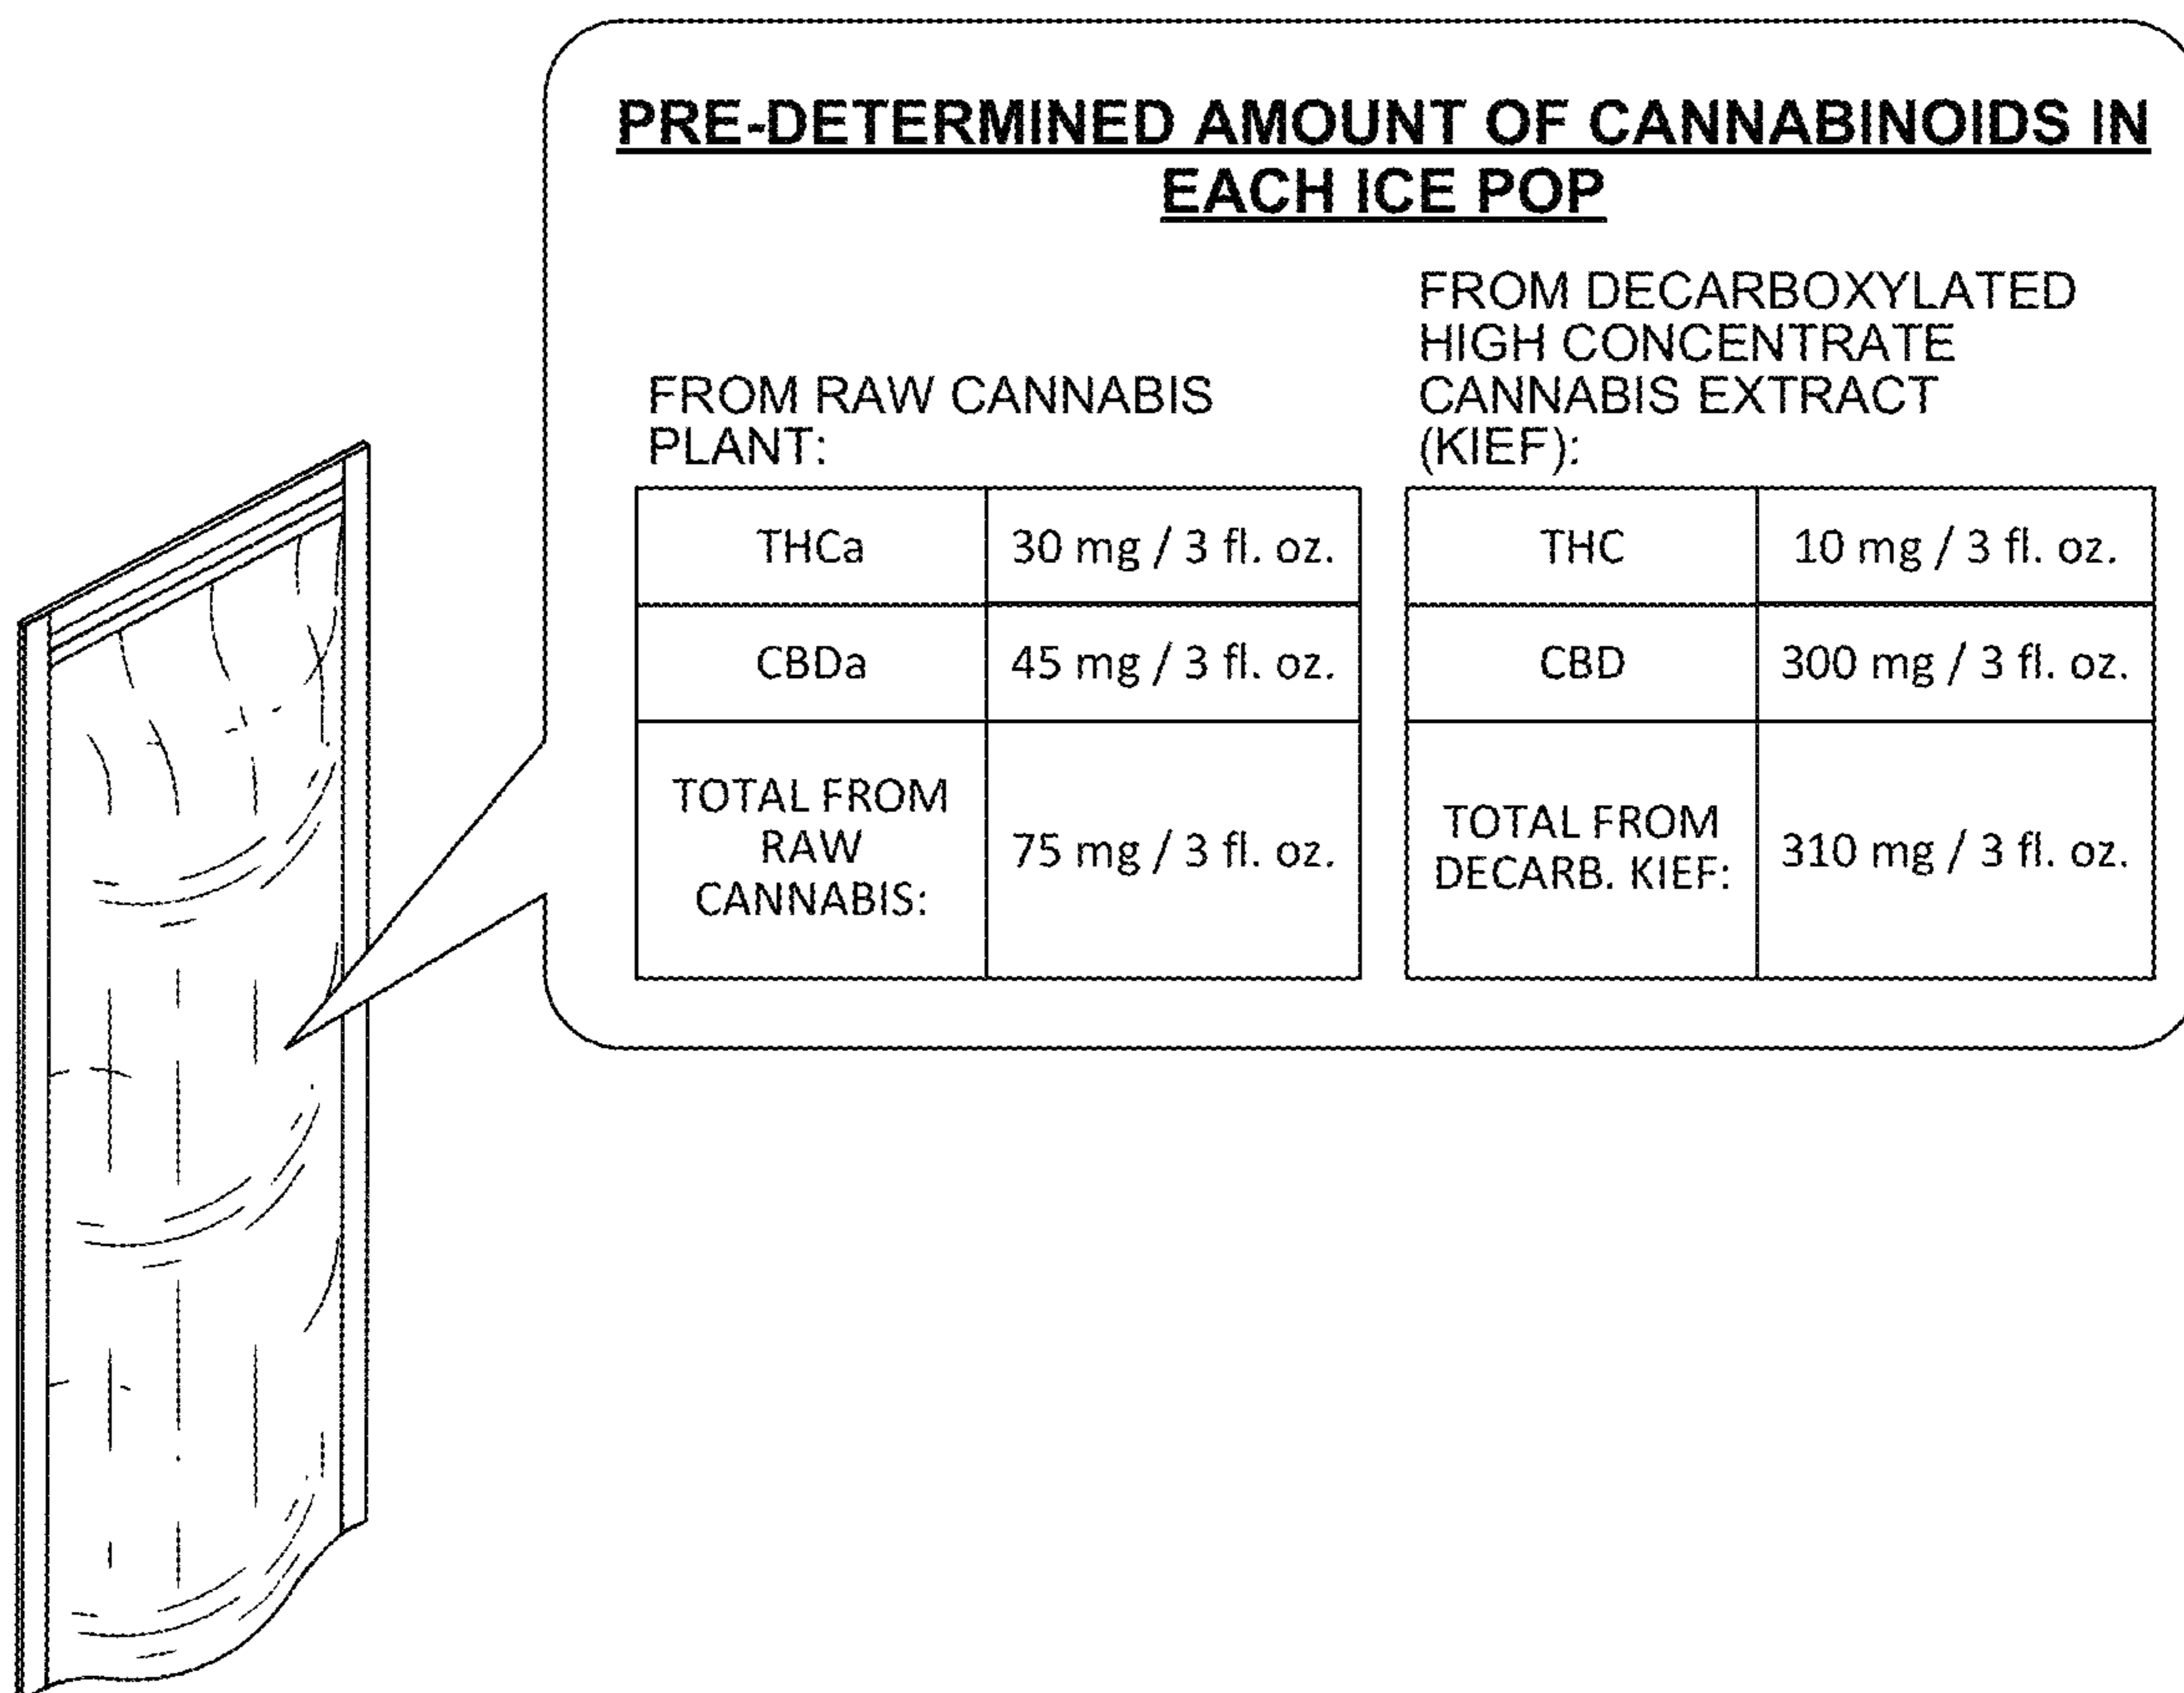 PRE-DETERMINED AMOUNT OF CANNABINOIDS IN
EACH ICE POP
FROM RAW CANNABIS
PLANT:
THCa 30 mg / 3 fl. oz.
CBDa 45 mg / 3 fl. oz.
TOTAL FROM
RAW
CANNABIS:
75 mg / 3 fl. oz.
FROM DECARBOXYLATED
HIGH CONCENTRATE
CANNABIS EXTRACT
(KIEF):
THC 10 mg / 3 fl. oz.
CBD 300 mg / 3 fl. oz.
TOTAL FROM
DECARB. KIEF:
310 mg / 3 fl. oz.